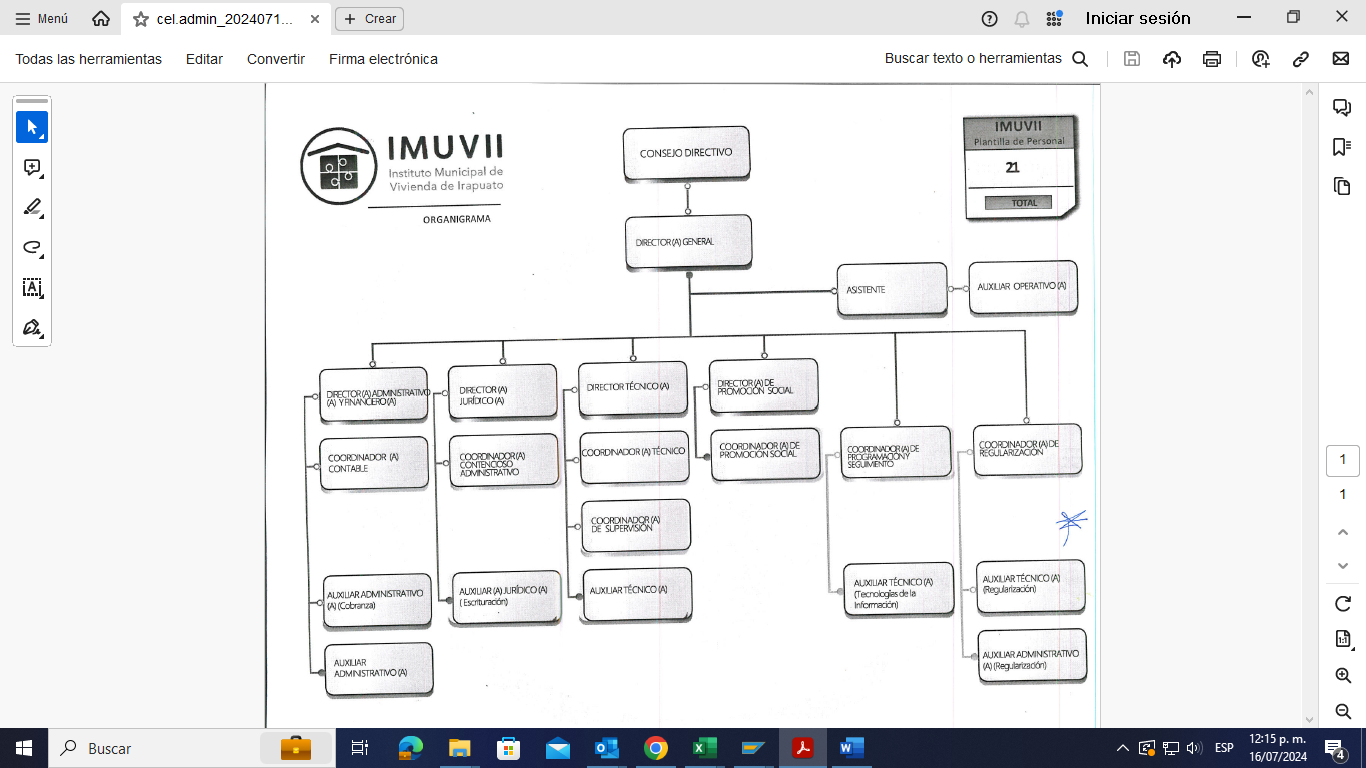 Menú
cel.admin_2024071...
Crear
Iniciar sesión
Todas las herramientas
Editar
Convertir
Firma electrónica
Buscar texto o herramientas
IMUVII
Instituto Municipal de
Vivienda de Irapuato
ORGANIGRAMA
CONSEJO DIRECTIVO
IMUVII
Plantilla de Personal
21
TOTAL
DIRECTOR (A) GENERAL
ASISTENTE
AUXILIAR OPERATIVO (A)
DIRECTOR (A) ADMINISTRATIVO
(A) Y FINANCIERO (A)
DIRECTOR (A)
JURÍDICO (A)
DIRECTOR TÉCNICO (A)
DIRECTOR (A) DE
PROMOCIÓN SOCIAL
COORDINADOR (A)
CONTABLE
COORDINADOR (A)
CONTENCIOSO
ADMINISTRATIVO
COORDINADOR (A) TÉCNICO
COORDINADOR (A) DE
PROMOCION SOCIAL
COORDINADOR (A) DE
PROGRAMACIÓN Y
SEGUIMIENTO
COORDINADOR (A) DE
REGULARIZACIÓN
COORDINADOR (A)
DE SUPERVISIÓN
AUXILIAR ADMINISTRATIVO
(A) (Cobranza)
AUXILIAR (A) JURÍDICO (A)
( Escrituración)
AUXILIAR TÉCNICO (A)
AUXILIAR TÉCNICO (A)
(Tecnologías de la
Información)
AUXILIAR TÉCNICO (A)
(Regularización)
AUXILIAR
ADMINISTRATIVO (A)
AUXILIAR ADMINISTRATIVO
(A) (Regularización)
1
1
1:1
Buscar
ESP
12:15 p. m.
16/07/2024
4